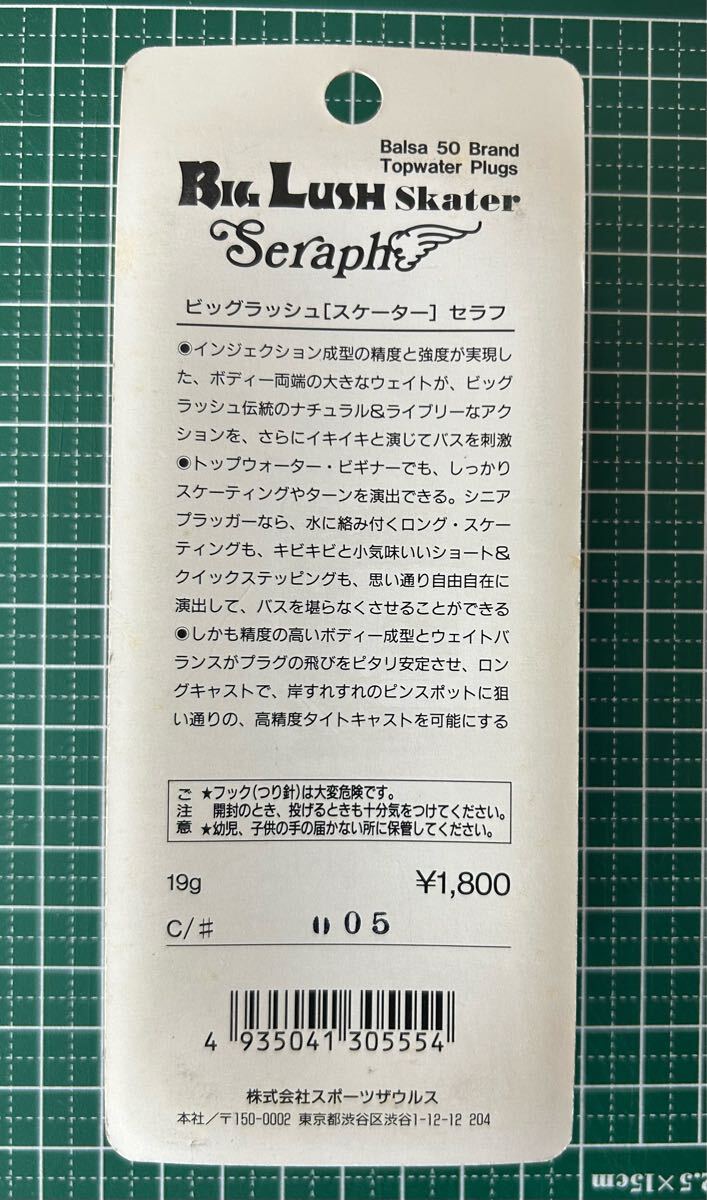 Balsa 50 Brand
Topwater Plugs
BIG LUSH Skater
Seraph
ビッグラッシュ[スケーター] セラフ
◉インジェクション成型の精度と強度が実現し
た、ボディー両端の大きなウェイトが、ビッグ
ラッシュ伝統のナチュラル&ライブリーなアク
ションを、さらにイキイキと演じてバスを刺激
◉トップウォーター・ビギナーでも、しっかり
スケーティングやターンを演出できる。シニア
プラッガーなら、水に絡み付くロング・スケー
ティングも、キビキビと小気味いいショート&
クイックステッピングも、思い通り自由自在に
演出して、バスを堪らなくさせることができる
◉しかも精度の高いボディー成型とウェイトバ
ランスがプラグの飛びをピタリ安定させ、ロン
グキャストで、岸すれすれのピンスポットに狙
い通りの、高精度タイトキャストを可能にする
ご注意
★フック(つり針)は大変危険です。
開封のとき、投げるときも十分気をつけてください。
★幼児、子供の手の届かない所に保管してください。
19g ¥1,800
C/# 005
4 935041 305554
株式会社スポーツザウルス
本社/〒150-0002 東京都渋谷区渋谷1-12-12 204
2.5×15cm